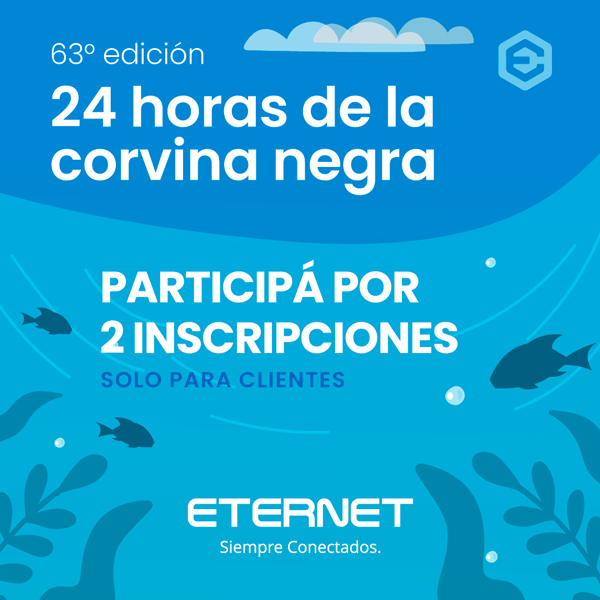 63º edición
24 horas de la
corvina negra
PARTICIPÁ POR
2 INSCRIPCIONES
SOLO PARA CLIENTES
ETERNET
Siempre Conectados.